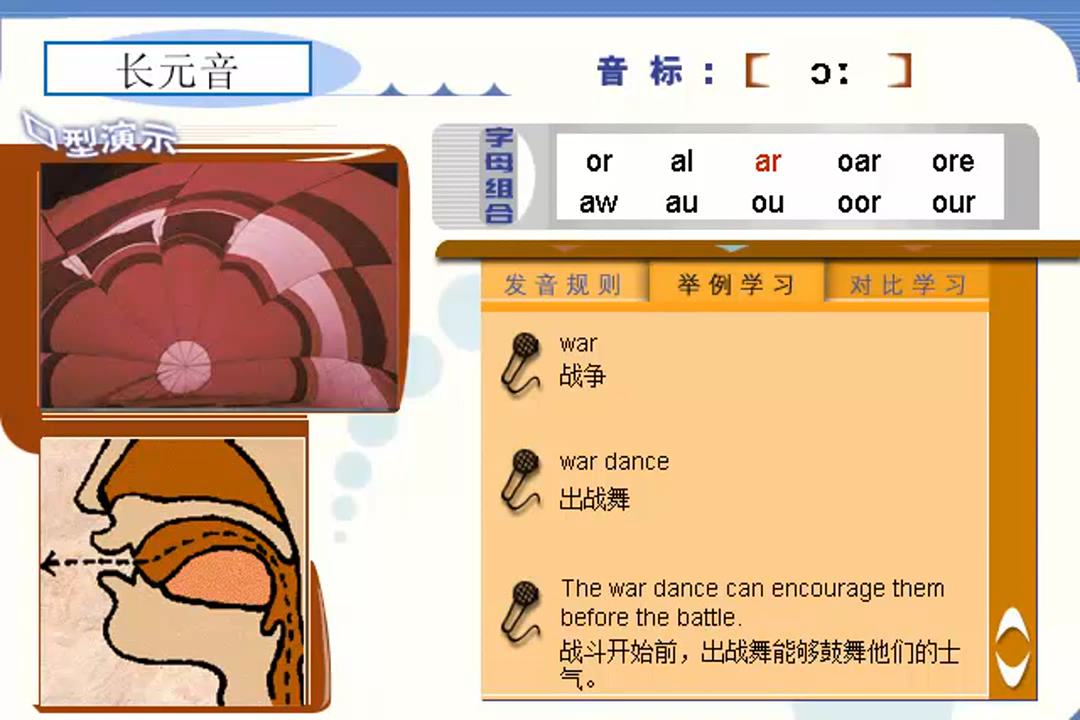 长元音
音标：【 ɔː 】
口型演示
字母组合
or al ar oar ore
aw au ou oor our
发音规则 举例学习 对比学习
war
战争
war dance
出战舞
The war dance can encourage them
before the battle.
战斗开始前，出战舞能够鼓舞他们的士
气。